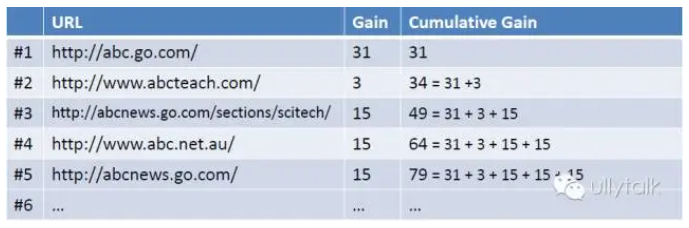 URL Gain Cumulative Gain
#1 http://abc.go.com/ 31 31
#2 http://www.abcteach.com/ 3 34 = 31 +3
#3 http://abcnews.go.com/sections/scitech/ 15 49 = 31 + 3 + 15
#4 http://www.abc.net.au/ 15 64 = 31 + 3 + 15 + 15
#5 http://abcnews.go.com/ 15 79 = 31 + 3 + 15 + 15 + 15
ullytalk
#6 ... ... ...